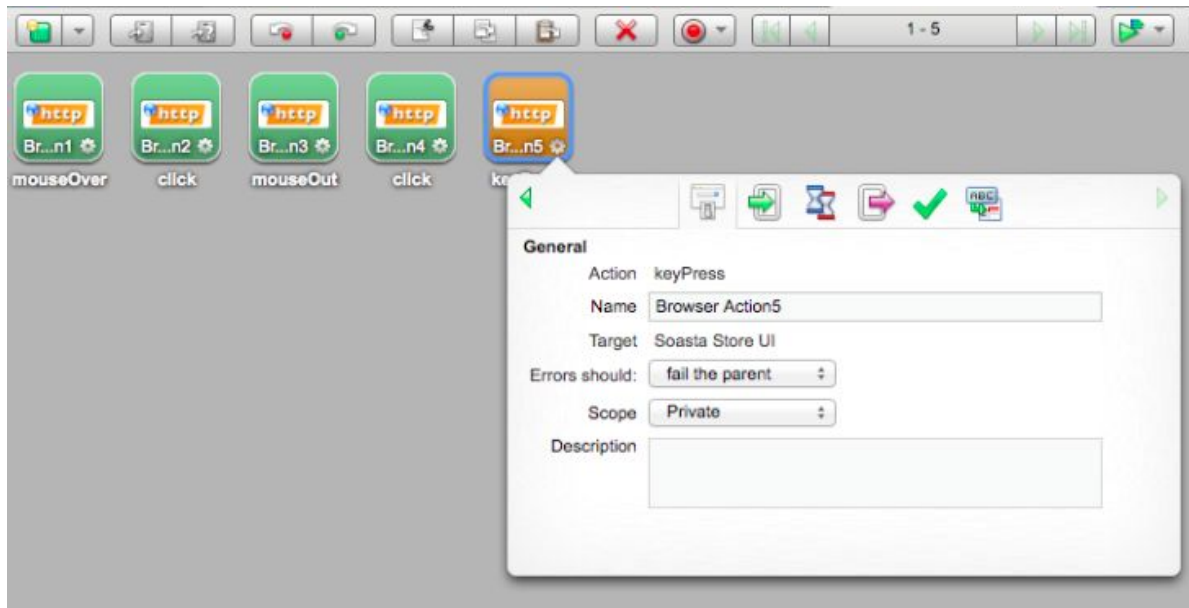 1 - 5
http http http http http
Br...n1 Br...n2 Br...n3 Br...n4 Br...n5
mouseOver click mouseOut click
General
Action keyPress
Name Browser Action5
Target Soasta Store UI
Errors should: fail the parent
Scope Private
Description
ABC